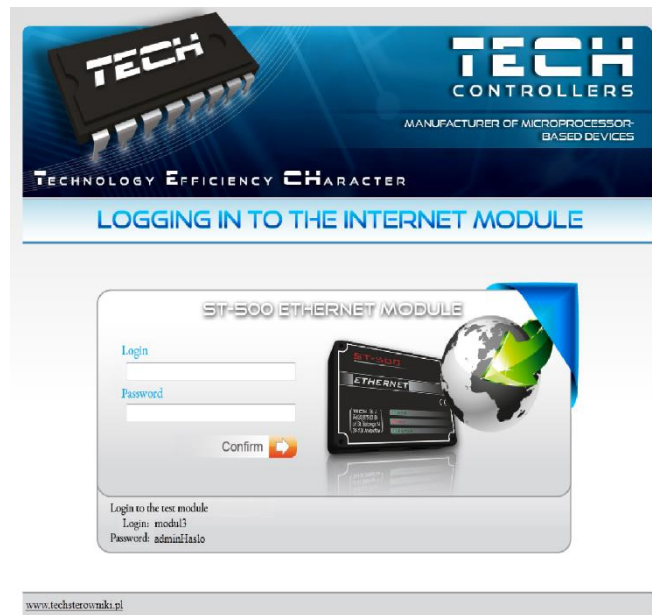 TECH
TECH
CONTROLLERS
MANUFACTURER OF MICROPROCESSOR-
BASED DEVICES
TECHNOLOGY EFFICIENCY CHARACTER
LOGGING IN TO THE INTERNET MODULE
ST-500 ETHERNET MODULE
Login
ST-500
ETHERNET
Password
Confirm
Login to the test module
Login: modul3
Password: adminHaslo
www.techsterowniki.pl